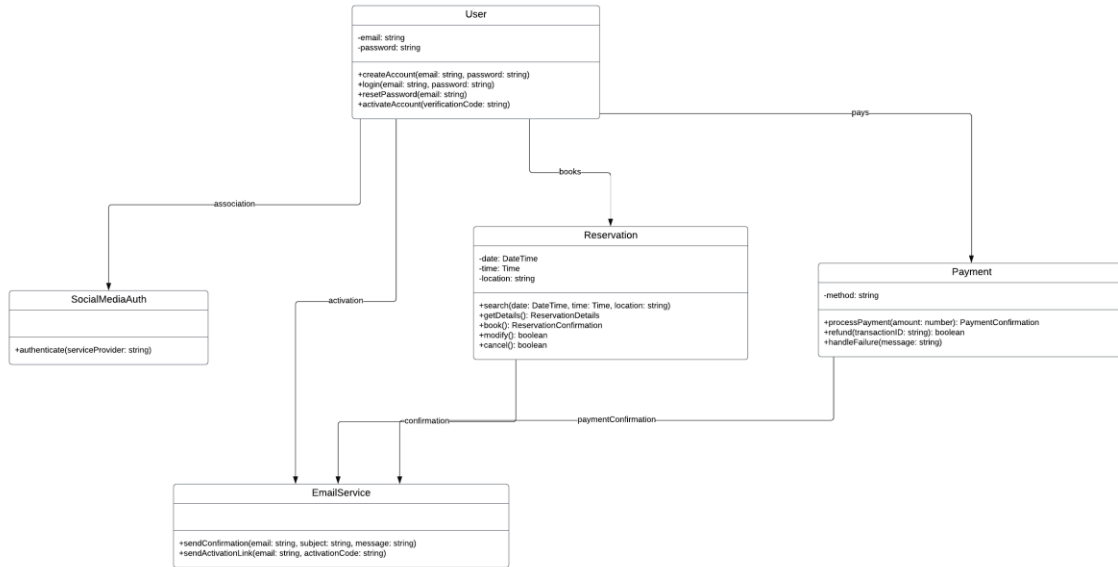 User
-email: string
-password: string
+createAccount(email: string, password: string)
+login(email: string, password: string)
+resetPassword(email: string)
+activateAccount(verificationCode: string)
pays
books
association
Reservation
-date: DateTime
-time: Time
-location: string
+search(date: DateTime, time: Time, location: string)
+getDetails(): ReservationDetails
+book(): ReservationConfirmation
+modify(): boolean
+cancel(): boolean
Payment
-method: string
+processPayment(amount: number): PaymentConfirmation
+refund(transactionID: string): boolean
+handleFailure(message: string)
SocialMediaAuth
+authenticate(serviceProvider: string)
activation
confirmation
paymentConfirmation
EmailService
+sendConfirmation(email: string, subject: string, message: string)
+sendActivationLink(email: string, activationCode: string)